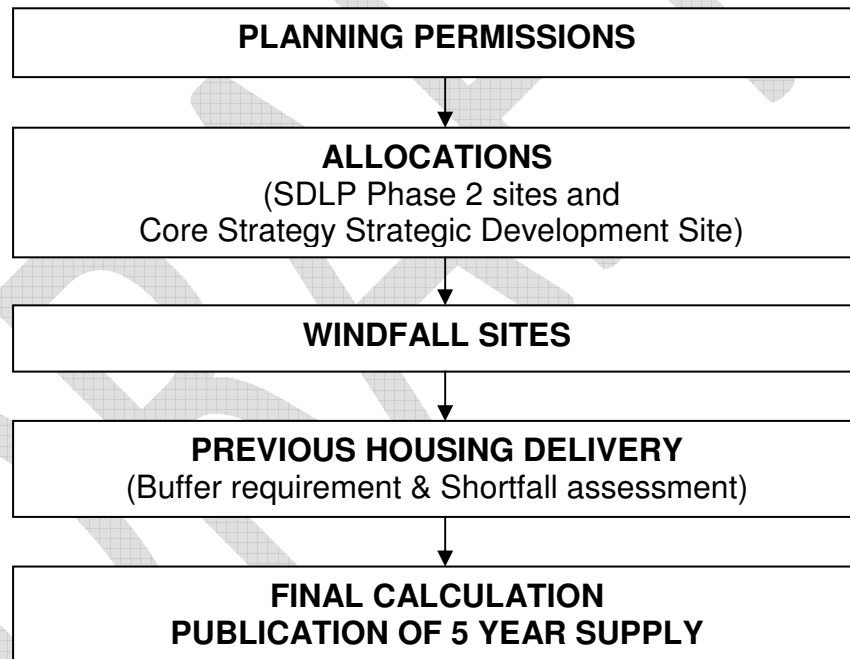 PLANNING PERMISSIONS
ALLOCATIONS
(SDLP Phase 2 sites and
Core Strategy Strategic Development Site)
WINDFALL SITES
PREVIOUS HOUSING DELIVERY
(Buffer requirement & Shortfall assessment)
FINAL CALCULATION
PUBLICATION OF 5 YEAR SUPPLY